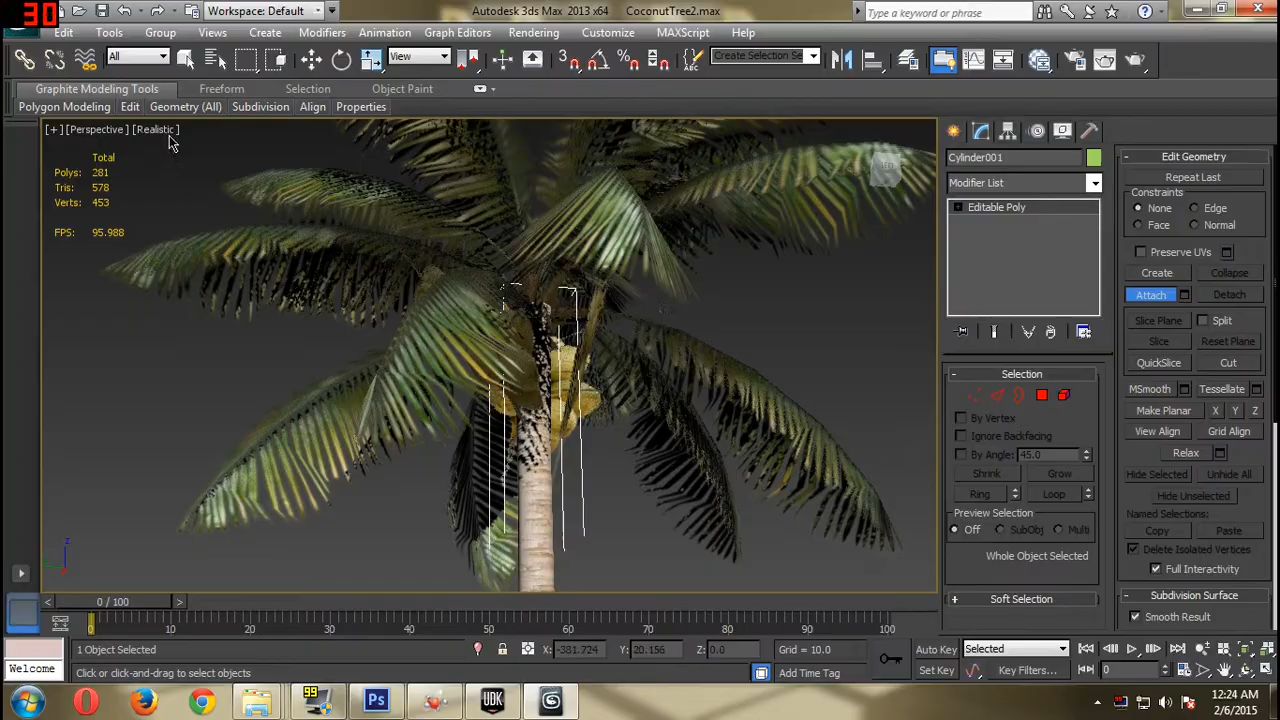 30
Workspace: Default
Autodesk 3ds Max 2013 x64 CoconutTree2.max
Type a keyword or phrase
Edit Tools Group Views Create Modifiers Animation Graph Editors Rendering Customize MAXScript Help
All
View
3
Create Selection Se
Graphite Modeling Tools Freeform Selection Object Paint
Polygon Modeling Edit Geometry (All) Subdivision Align Properties
[+] [Perspective ] [Realistic ]
Total
Polys: 281
Tris: 578
Verts: 453
FPS: 95.988
Cylinder001
Modifier List
Editable Poly
Selection
By Vertex
Ignore Backfacing
By Angle: 45.0
Shrink Grow
Ring Loop
Preview Selection
Off SubObj Multi
Whole Object Selected
Soft Selection
Edit Geometry
Repeat Last
Constraints
None Edge
Face Normal
Preserve UVs
Create Collapse
Attach Detach
Slice Plane Split
Slice Reset Plane
QuickSlice Cut
MSmooth Tessellate
Make Planar X Y Z
View Align Grid Align
Relax
Hide Selected Unhide All
Hide Unselected
Named Selections:
Copy Paste
Delete Isolated Vertices
Full Interactivity
Subdivision Surface
Smooth Result
z
< 0 / 100 >
0 10 20 30 40 50 60 70 80 90 100
1 Object Selected
X: -381.724 Y: 20.156 Z: 0.0 Grid = 10.0
Auto Key Selected
Welcome
Click or click-and-drag to select objects
Add Time Tag
Set Key Key Filters... 0
99
Ps
UDK
12:24 AM
2/6/2015